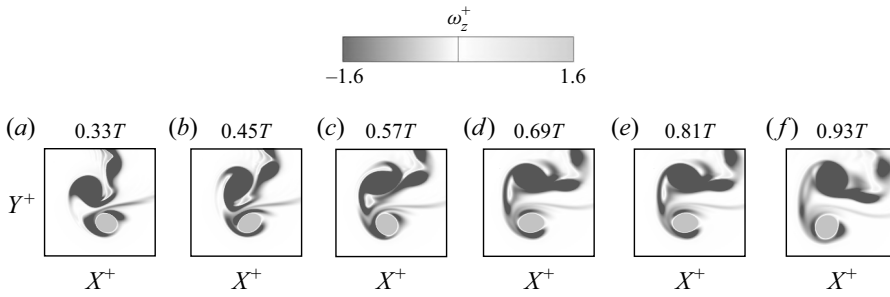 ω_z^+
–1.6 1.6
(a) 0.33T (b) 0.45T (c) 0.57T (d) 0.69T (e) 0.81T (f) 0.93T
Y^+
X^+ X^+ X^+ X^+ X^+ X^+